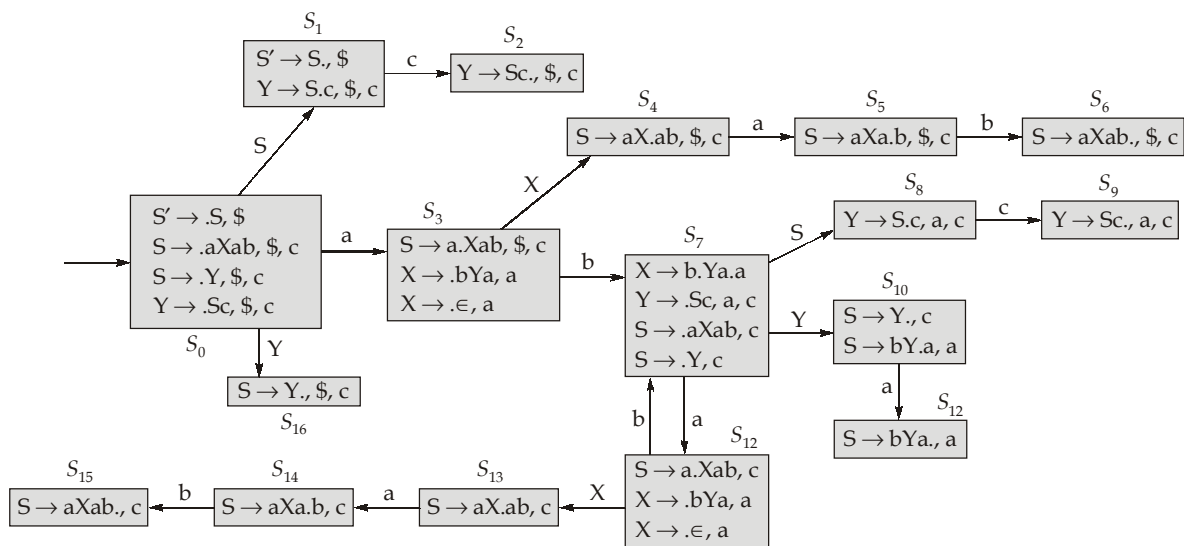 S1
S' → S., $
Y → S.c, $, c
c
S2
Y → Sc., $, c
S
S4
S → aX.ab, $, c
a
S5
S → aXa.b, $, c
b
S6
S → aXab., $, c
X
S' → .S, $
S → .aXab, $, c
S → .Y, $, c
Y → .Sc, $, c
S0
a
S3
S → a.Xab, $, c
X → .bYa, a
X → .∈, a
b
S7
X → b.Ya.a
Y → .Sc, a, c
S → .aXab, c
S → .Y, c
S
S8
Y → S.c, a, c
c
S9
Y → Sc., a, c
Y
S10
S → Y., c
S → bY.a, a
a
S12
S → bYa., a
Y
S → Y., $, c
S16
b
a
S12
S → a.Xab, c
X → .bYa, a
X → .∈, a
X
S13
S → aX.ab, c
a
S14
S → aXa.b, c
b
S15
S → aXab., c